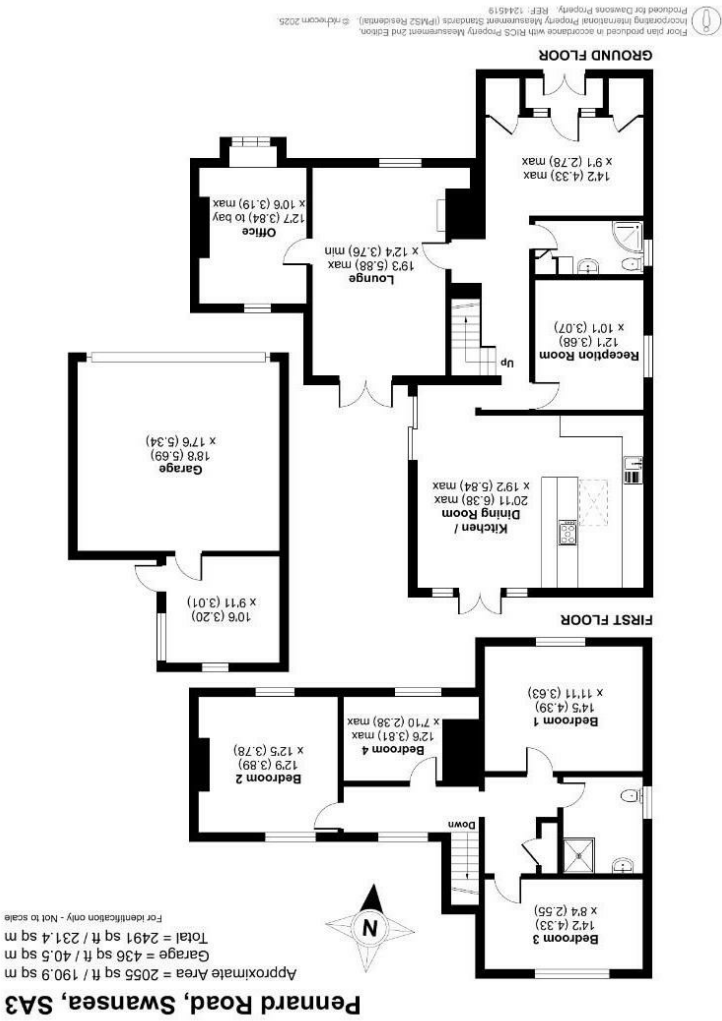 Pennard Road, Swansea, SA3
Approximate Area = 2055 sq ft / 190.9 sq m
Garage = 436 sq ft / 40.5 sq m
Total = 2491 sq ft / 231.4 sq m
For identification only - Not to scale
N
Bedroom 3
14'2 (4.33)
x 8'4 (2.55)
Down
Bedroom 2
12'9 (3.89)
x 12'5 (3.78)
Bedroom 4
12'6 (3.81) max
x 7'10 (2.38) max
Bedroom 1
14'5 (4.39)
x 11'11 (3.63)
FIRST FLOOR
10'6 (3.20)
x 9'11 (3.01)
Kitchen /
Dining Room
20'11 (6.38) max
x 19'2 (5.84) max
Garage
18'8 (5.69)
x 17'6 (5.34)
Up
Reception Room
12'1 (3.68)
x 10'1 (3.07)
Lounge
19'3 (5.88) max
x 12'4 (3.76) min
Office
12'7 (3.84) to bay
x 10'6 (3.19) max
14'2 (4.33) max
x 9'1 (2.78) max
GROUND FLOOR
Floor plan produced in accordance with RICS Property Measurement 2nd Edition.
Incorporating International Property Measurement Standards (IPMS2 Residential). © nichecom 2025.
Produced for Dawsons Property. REF: 1244519